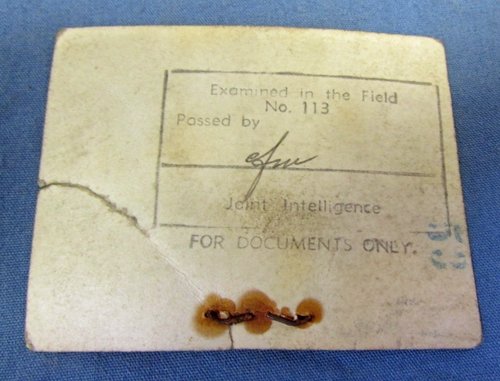 Examined in the Field
No. 113
Passed by
Joint Intelligence
FOR DOCUMENTS ONLY.